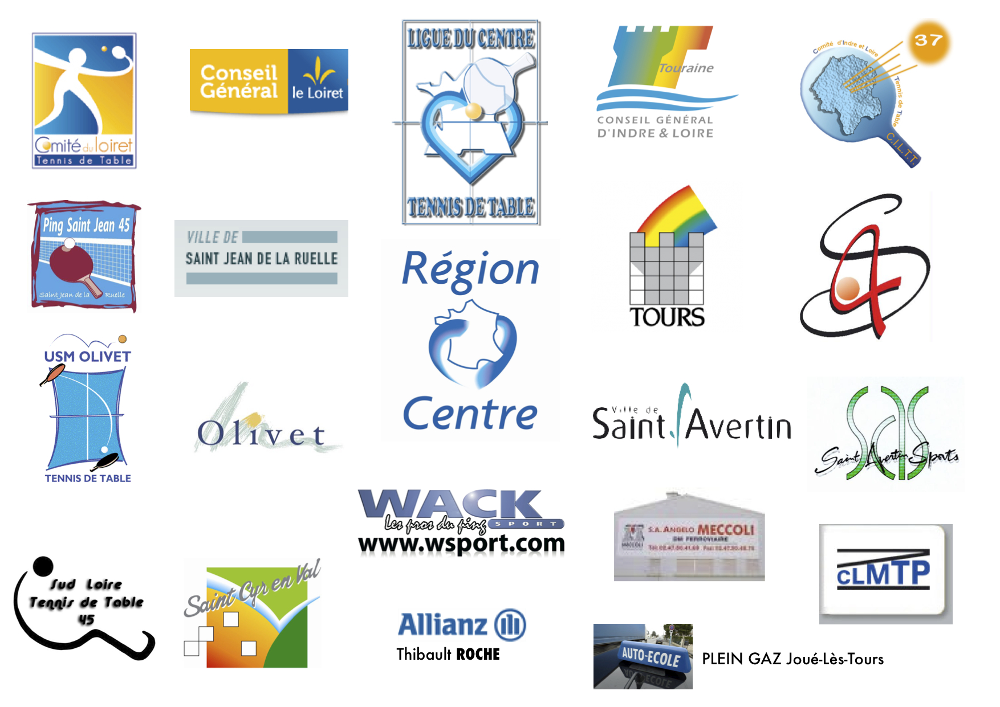 Comité du loiret
Tennis de Table
Conseil
Général
le Loiret
LIGUE DU CENTRE
TENNIS DE TABLE
Touraine
CONSEIL GÉNÉRAL
D'INDRE & LOIRE
37
Comité d'Indre et Loire
Tennis de Table
C.I.L.T.T.
Ping Saint Jean 45
Saint Jean de la Ruelle
VILLE DE
SAINT JEAN DE LA RUELLE
Région
Centre
TOURS
USM OLIVET
TENNIS DE TABLE
Olivet
Ville de
Saint Avertin
Saint Avertin Sports
WACK
Les pros du ping SPORT
www.wsport.com
S.A. ANGELO MECCOLI
CLMTP
Sud Loire
Tennis de Table
45
Saint Cyr en Val
Allianz
Thibault ROCHE
AUTO-ECOLE
PLEIN GAZ Joué-Lès-Tours